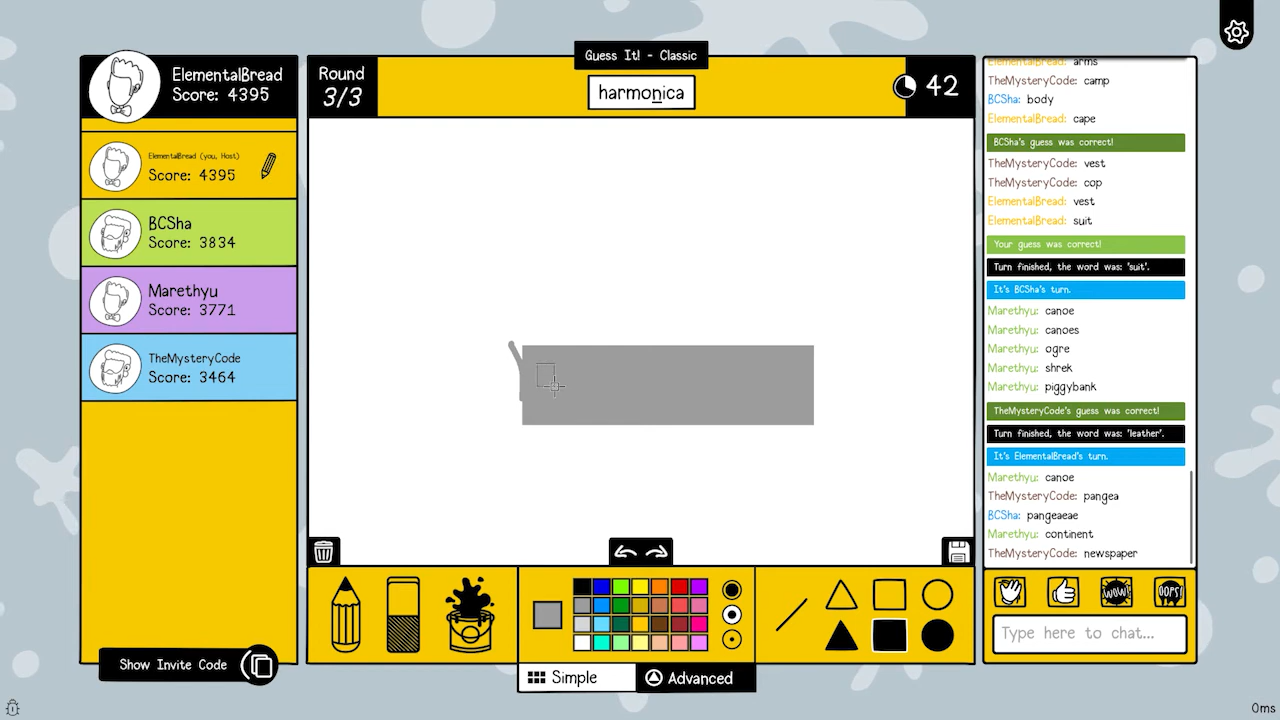 ElementalBread
Score: 4395
ElementalBread (you, Host)
Score: 4395
BCSha
Score: 3834
Marethyu
Score: 3771
TheMysteryCode
Score: 3464
Show Invite Code
Round
3/3
Guess It! - Classic
harmonica
42
Simple
Advanced
ElementalBread: arms
TheMysteryCode: camp
BCSha: body
ElementalBread: cape
BCSha's guess was correct!
TheMysteryCode: vest
TheMysteryCode: cop
ElementalBread: vest
ElementalBread: suit
Your guess was correct!
Turn finished, the word was: 'suit'.
It's BCSha's turn.
Marethyu: canoe
Marethyu: canoes
Marethyu: ogre
Marethyu: shrek
Marethyu: piggybank
TheMysteryCode's guess was correct!
Turn finished, the word was: 'leather'.
It's ElementalBread's turn.
Marethyu: canoe
TheMysteryCode: pangea
BCSha: pangeaeae
Marethyu: continent
TheMysteryCode: newspaper
WOW!
OOPS!
Type here to chat...
0ms